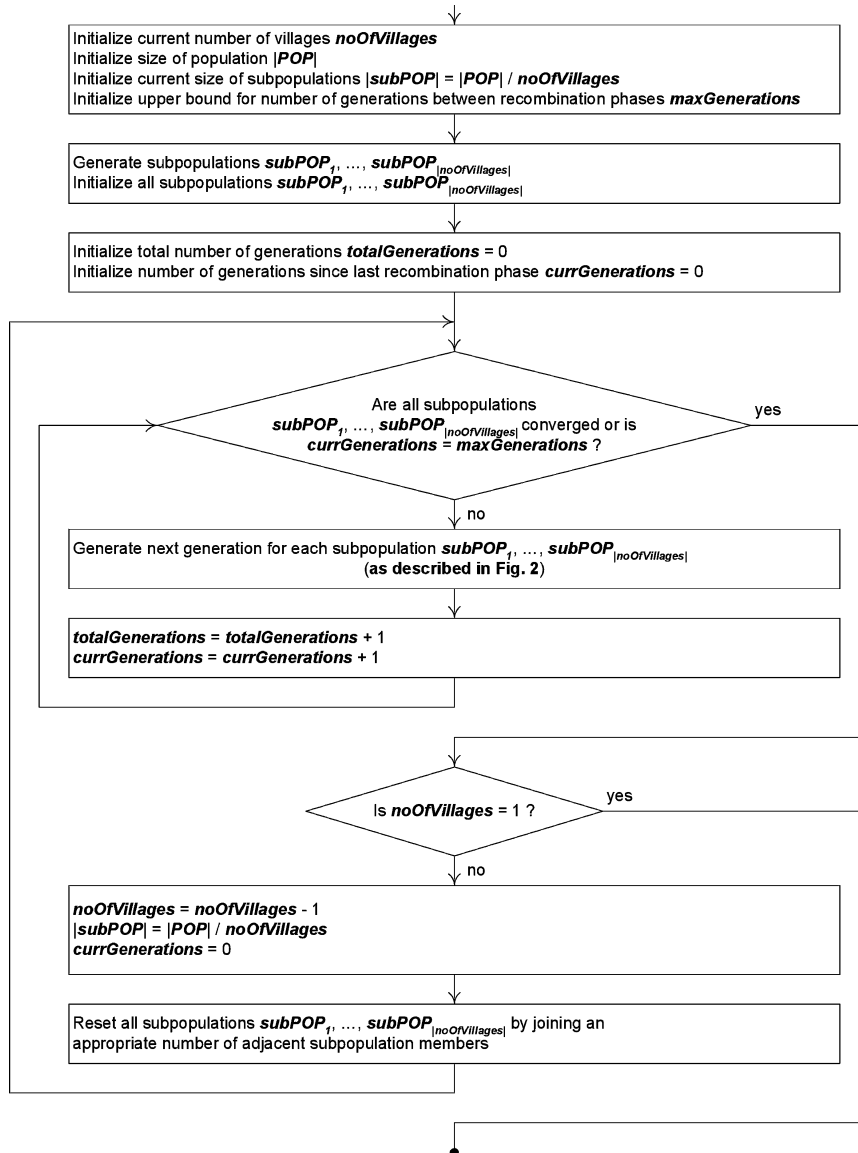 Initialize current number of villages noOfVillages
Initialize size of population |POP|
Initialize current size of subpopulations |subPOP| = |POP| / noOfVillages
Initialize upper bound for number of generations between recombination phases maxGenerations
Generate subpopulations subPOP1, ..., subPOP|noOfVillages|
Initialize all subpopulations subPOP1, ..., subPOP|noOfVillages|
Initialize total number of generations totalGenerations = 0
Initialize number of generations since last recombination phase currGenerations = 0
Are all subpopulations
subPOP1, ..., subPOP|noOfVillages| converged or is
currGenerations = maxGenerations ?
yes
no
Generate next generation for each subpopulation subPOP1, ..., subPOP|noOfVillages|
(as described in Fig. 2)
totalGenerations = totalGenerations + 1
currGenerations = currGenerations + 1
Is noOfVillages = 1 ?
yes
no
noOfVillages = noOfVillages - 1
|subPOP| = |POP| / noOfVillages
currGenerations = 0
Reset all subpopulations subPOP1, ..., subPOP|noOfVillages| by joining an
appropriate number of adjacent subpopulation members